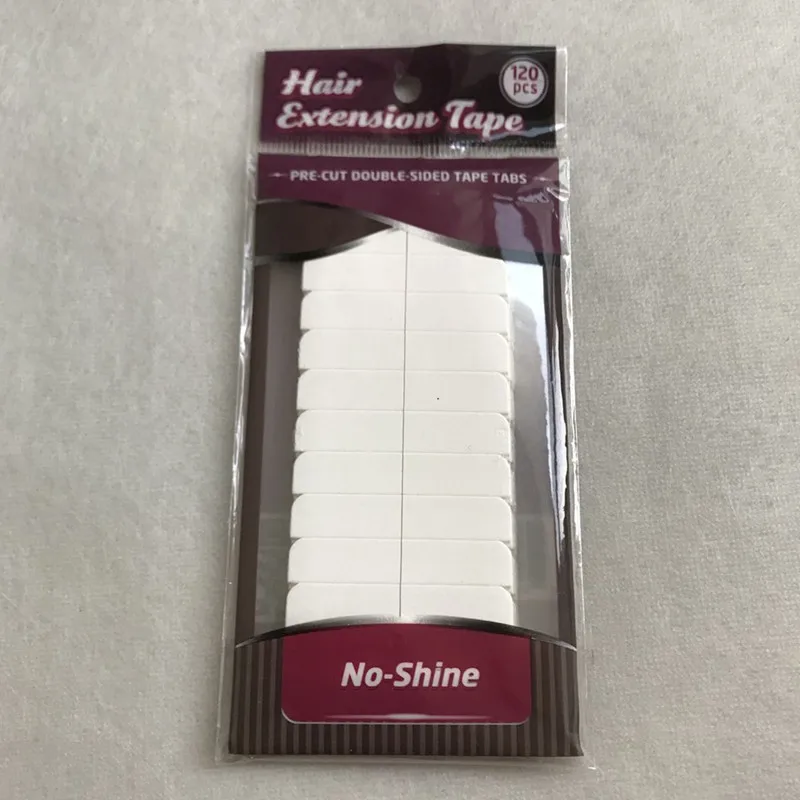 Hair
Extension Tape
120
pcs
PRE-CUT DOUBLE-SIDED TAPE TABS
No-Shine